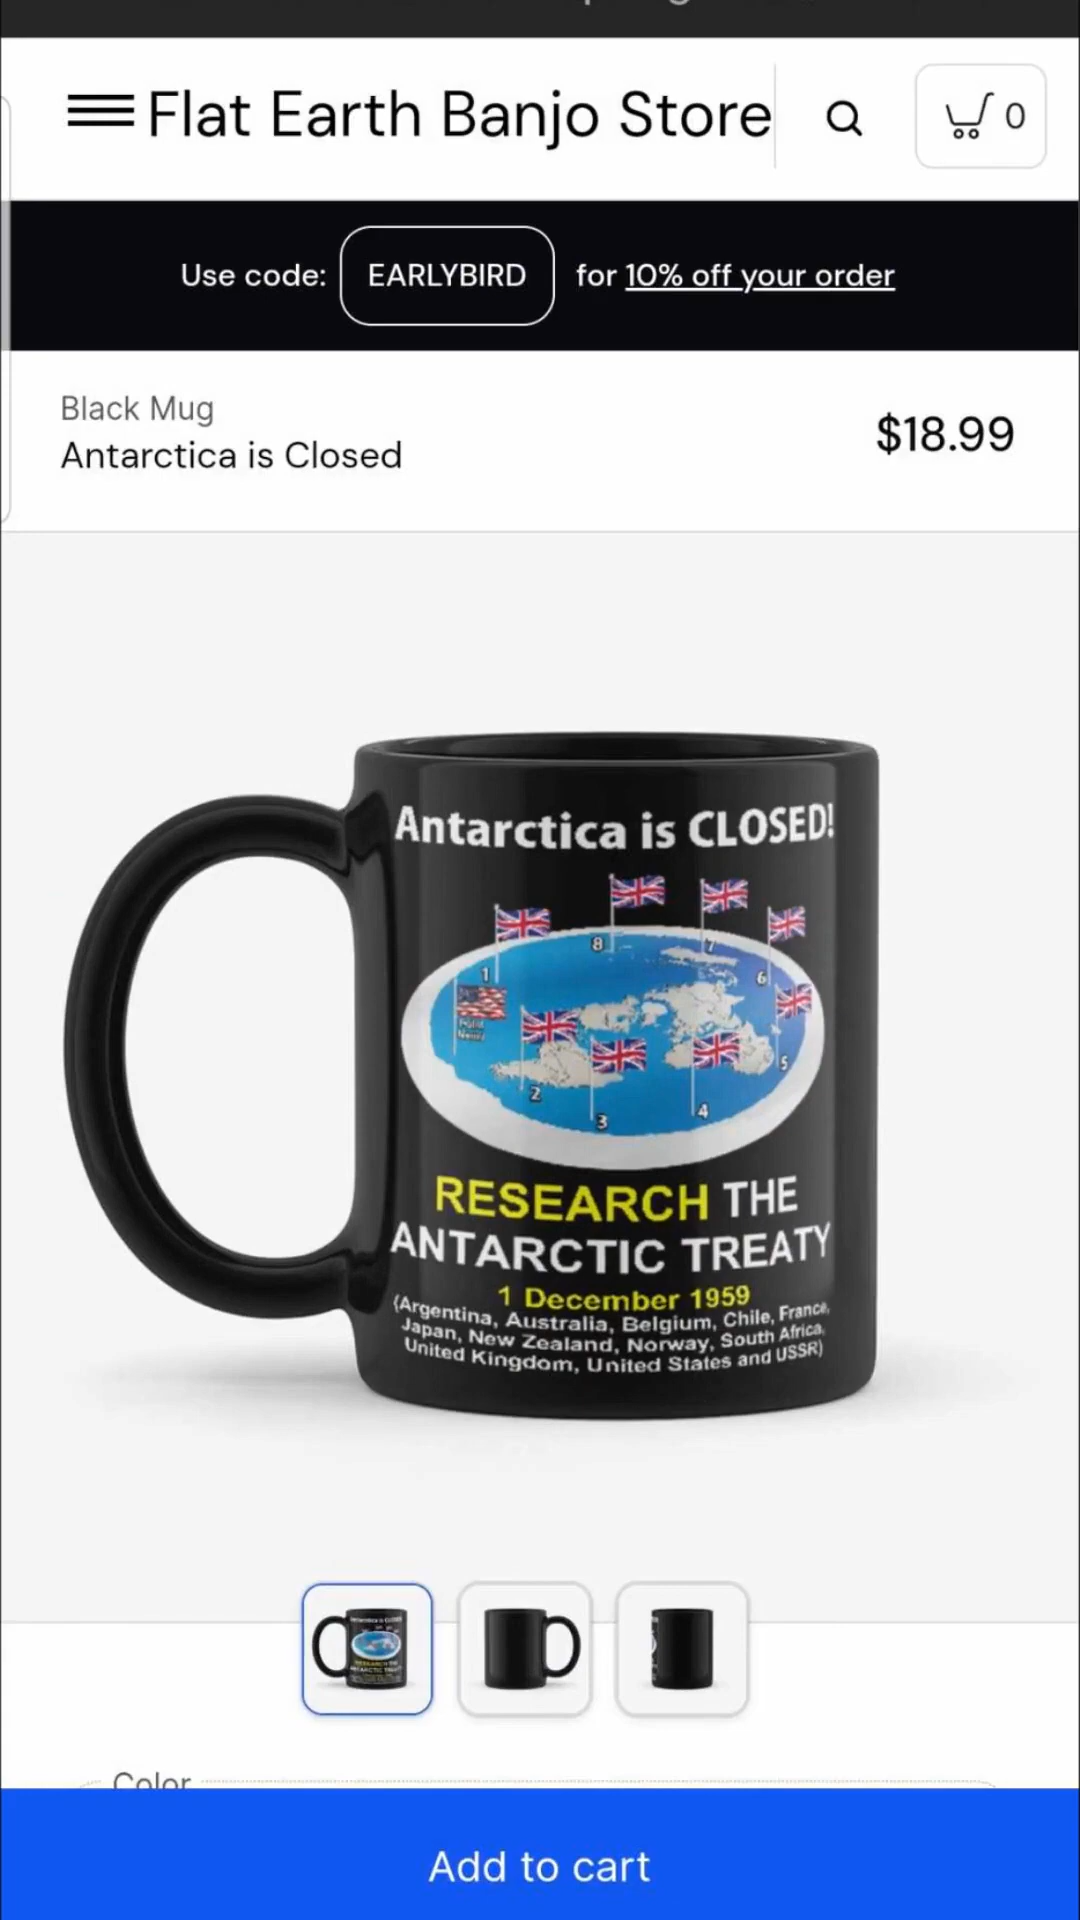 Flat Earth Banjo Store
0
Use code: EARLYBIRD for 10% off your order
Black Mug
Antarctica is Closed
$18.99
Antarctica is CLOSED!
8
7
1
6
5
2
4
3
RESEARCH THE
ANTARCTIC TREATY
1 December 1959
(Argentina, Australia, Belgium, Chile, France,
Japan, New Zealand, Norway, South Africa,
United Kingdom, United States and USSR)
Color
Add to cart